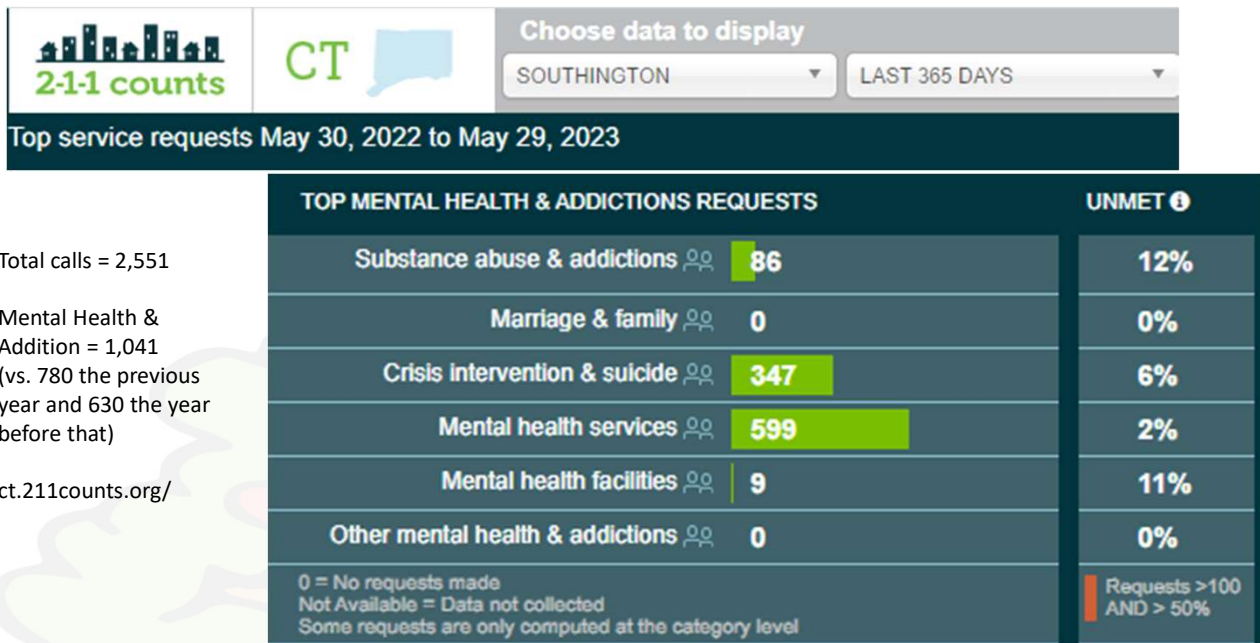 2-1-1 counts
CT
Choose data to display
SOUTHINGTON
LAST 365 DAYS
Top service requests May 30, 2022 to May 29, 2023
Total calls = 2,551
Mental Health &
Addition = 1,041
(vs. 780 the previous
year and 630 the year
before that)
ct.211counts.org/
TOP MENTAL HEALTH & ADDICTIONS REQUESTS UNMET
Substance abuse & addictions 86 12%
Marriage & family 0 0%
Crisis intervention & suicide 347 6%
Mental health services 599 2%
Mental health facilities 9 11%
Other mental health & addictions 0 0%
0 = No requests made
Not Available = Data not collected
Some requests are only computed at the category level
Requests >100
AND > 50%